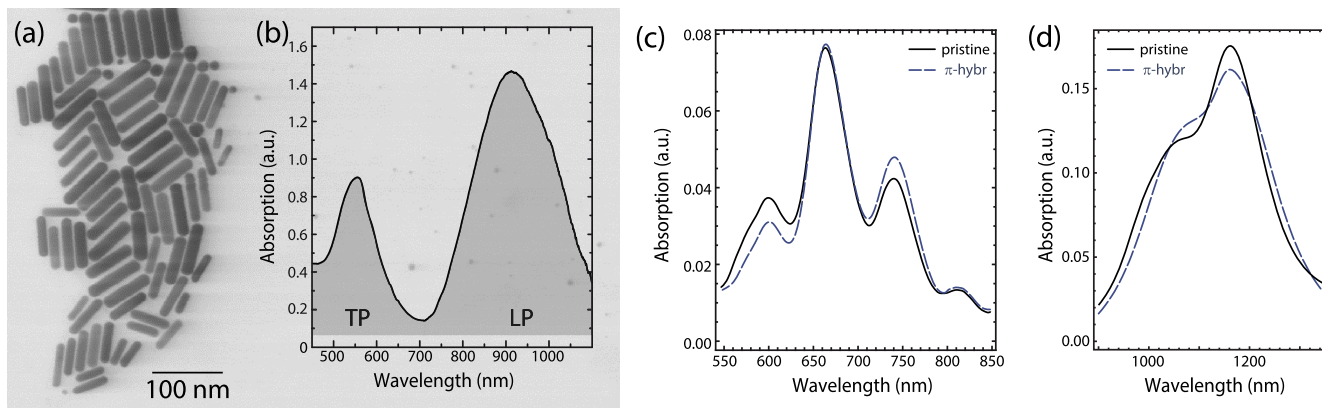 (a)
100 nm
(b)
Absorption (a.u.)
1.6
1.4
1.2
1.0
0.8
0.6
0.4
0.2
0
TP
LP
500 600 700 800 900 1000
Wavelength (nm)
(c)
Absorption (a.u.)
0.08
0.06
0.04
0.02
0.00
pristine
π-hybr
550 600 650 700 750 800 850
Wavelength (nm)
(d)
Absorption (a.u.)
0.15
0.10
0.05
0.00
pristine
π-hybr
1000 1200
Wavelength (nm)